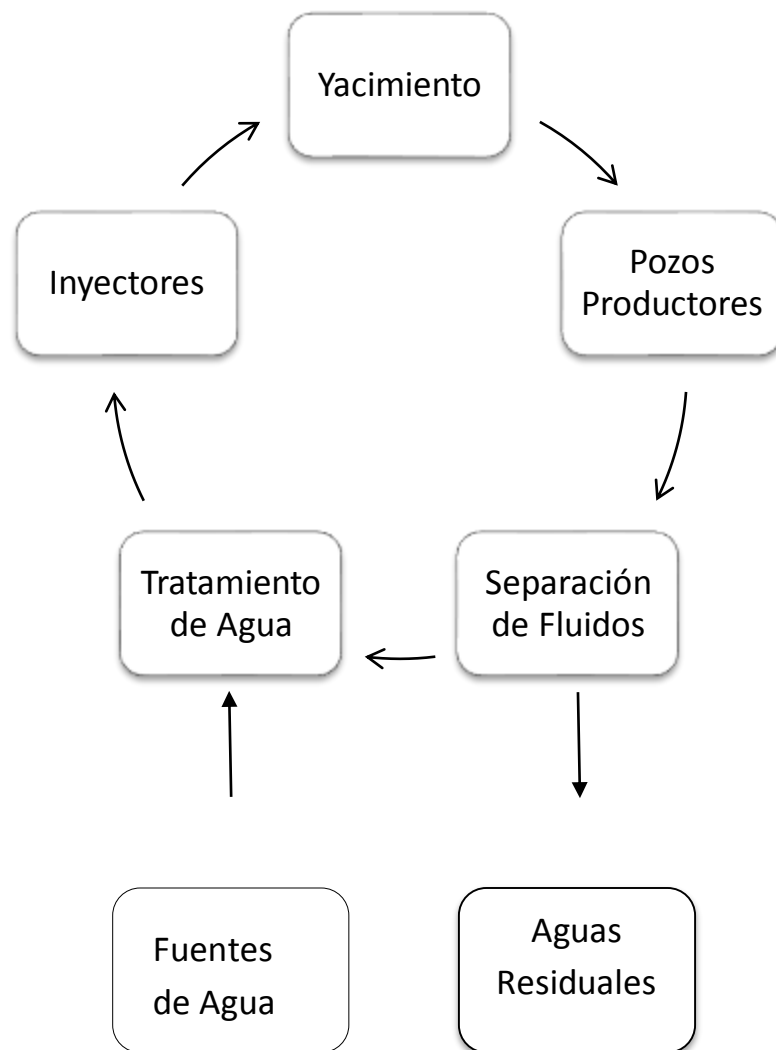 Yacimiento
Inyectores
Pozos
Productores
Tratamiento
de Agua
Separación
de Fluidos
Fuentes
de Agua
Aguas
Residuales